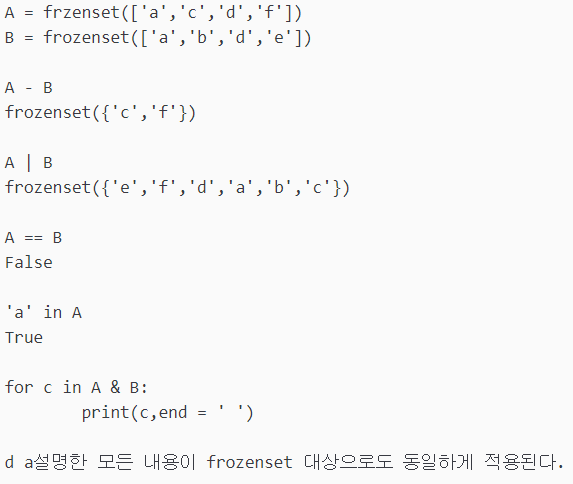 A = frzenset(['a','c','d','f'])
B = frozenset(['a','b','d','e'])
A - B
frozenset({'c','f'})
A | B
frozenset({'e','f','d','a','b','c'})
A == B
False
'a' in A
True
for c in A & B:
        print(c,end = ' ')
d a설명한 모든 내용이 frozenset 대상으로도 동일하게 적용된다.